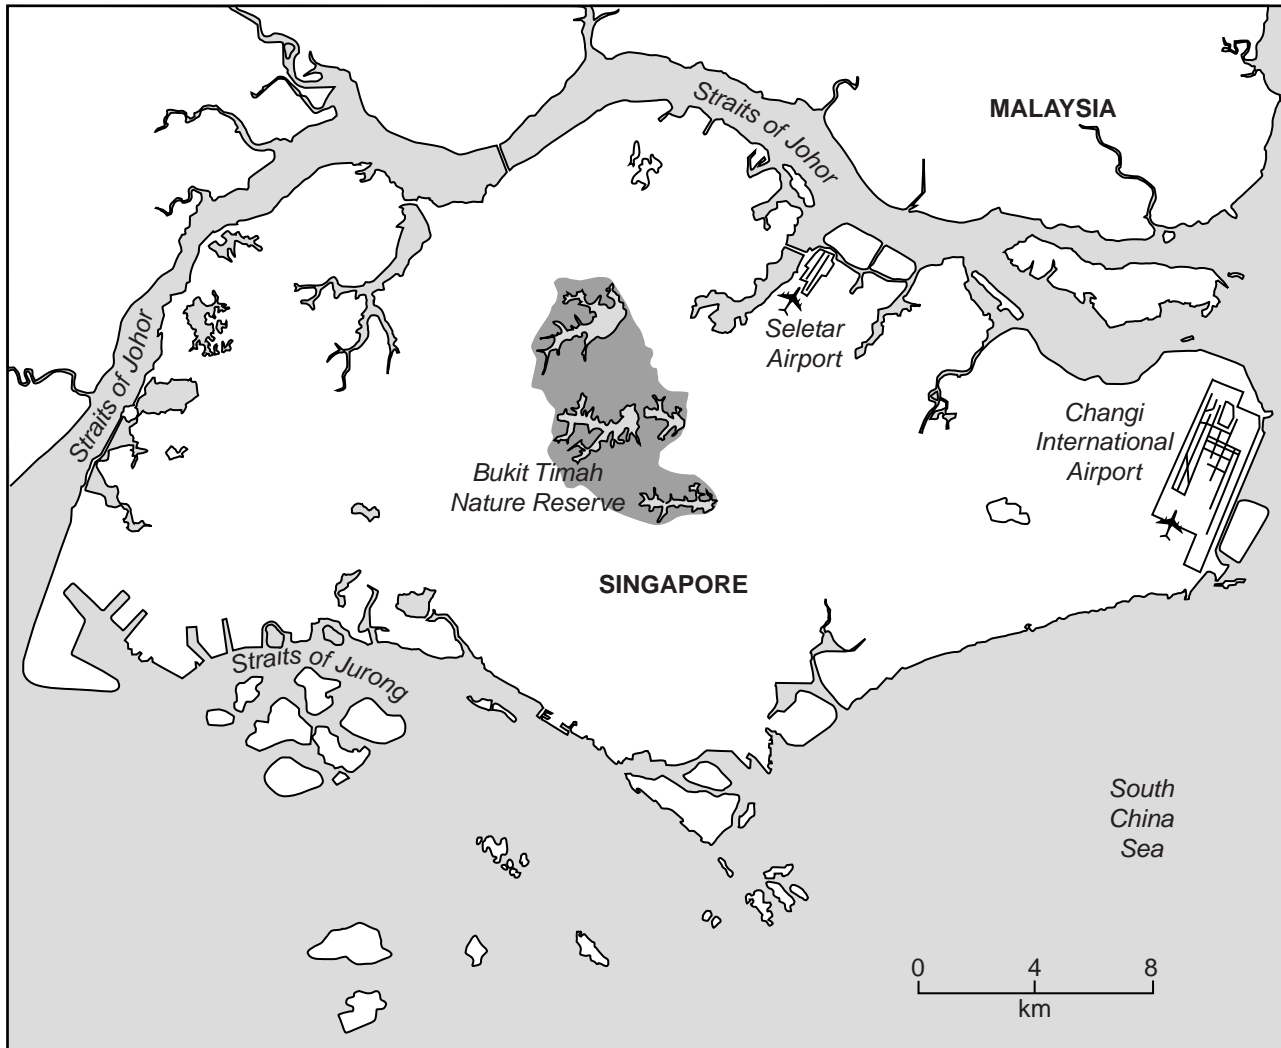 Straits of Johor
MALAYSIA
Straits of Johor
Seletar
Airport
Changi
International
Airport
Bukit Timah
Nature Reserve
SINGAPORE
Straits of Jurong
South
China
Sea
0 4 8
km